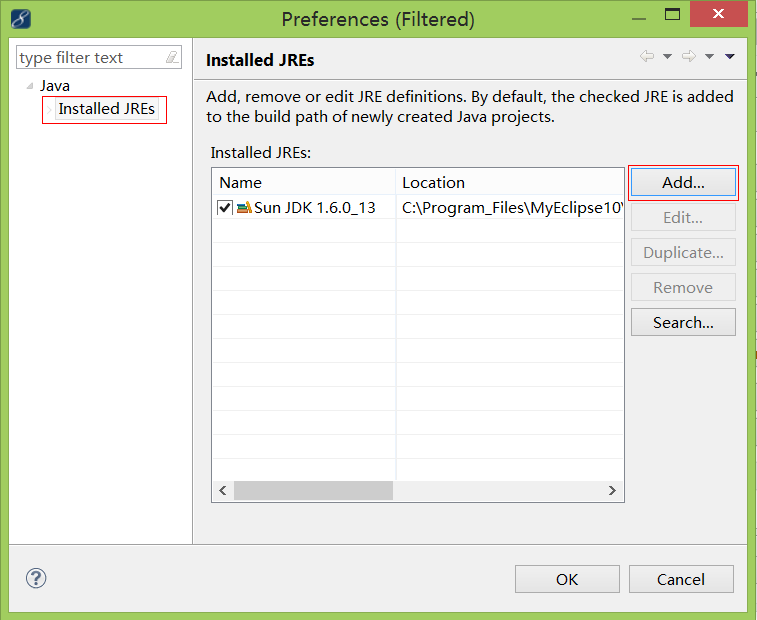 Preferences (Filtered)
type filter text
Java
Installed JREs
Installed JREs
Add, remove or edit JRE definitions. By default, the checked JRE is added
to the build path of newly created Java projects.
Installed JREs:
Name Location
Sun JDK 1.6.0_13 C:\Program_Files\MyEclipse10\
Add...
Edit...
Duplicate...
Remove
Search...
?
OK Cancel